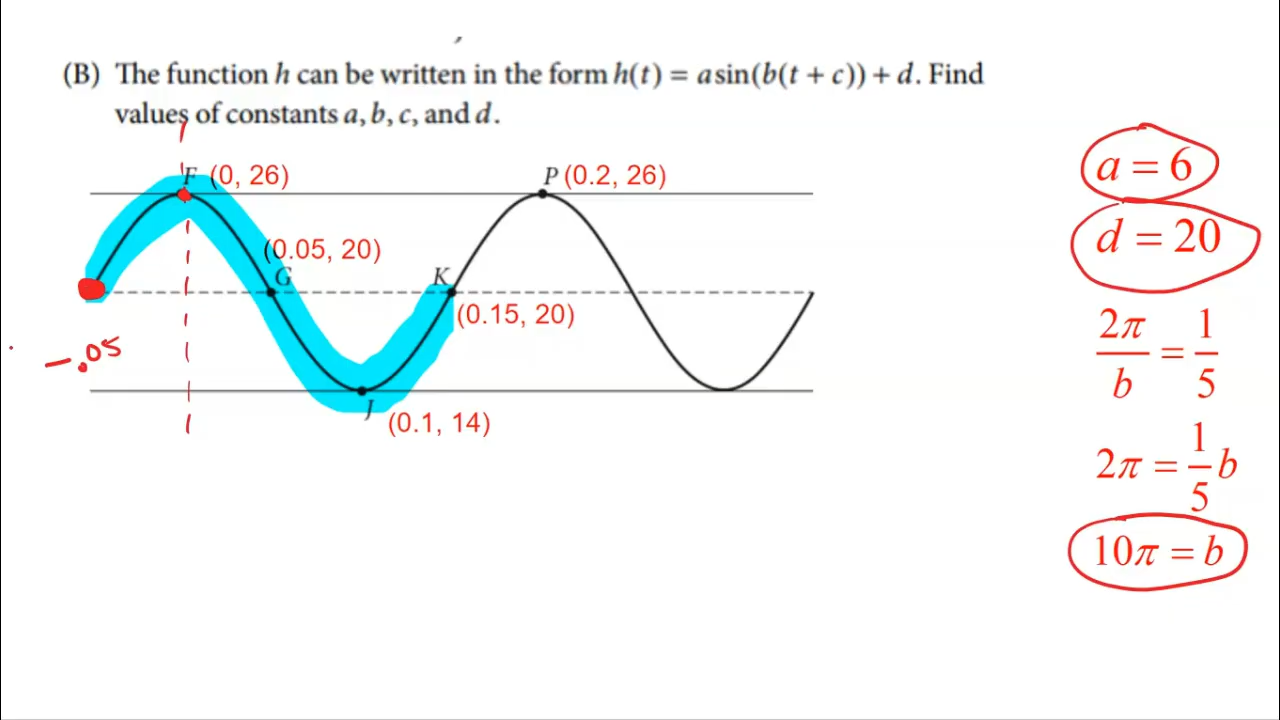 (B) The function h can be written in the form h(t) = a sin(b(t + c)) + d. Find
values of constants a, b, c, and d.
F (0, 26)
P (0.2, 26)
(0.05, 20)
G
K
(0.15, 20)
-.05
J
(0.1, 14)
a = 6
d = 20
2π/b = 1/5
2π = 1/5 b
10π = b